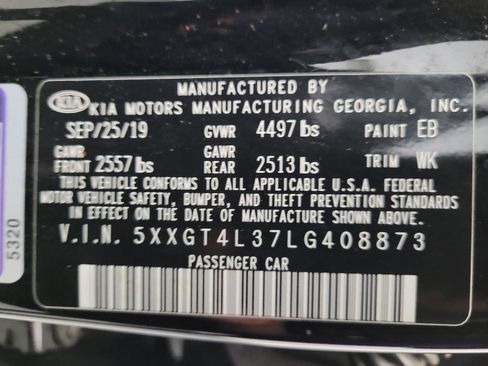 MANUFACTURED BY
KIA KIA MOTORS MANUFACTURING GEORGIA, INC.
SEP/25/19 GVWR 4497 lbs PAINT EB
GAWR FRONT 2557 lbs GAWR REAR 2513 lbs TRIM WK
THIS VEHICLE CONFORMS TO ALL APPLICABLE U.S.A. FEDERAL
MOTOR VEHICLE SAFETY, BUMPER, AND THEFT PREVENTION STANDARDS
IN EFFECT ON THE DATE OF MANUFACTURE SHOWN ABOVE.
V.I.N. 5XXGT4L37LG408873
PASSENGER CAR
5320